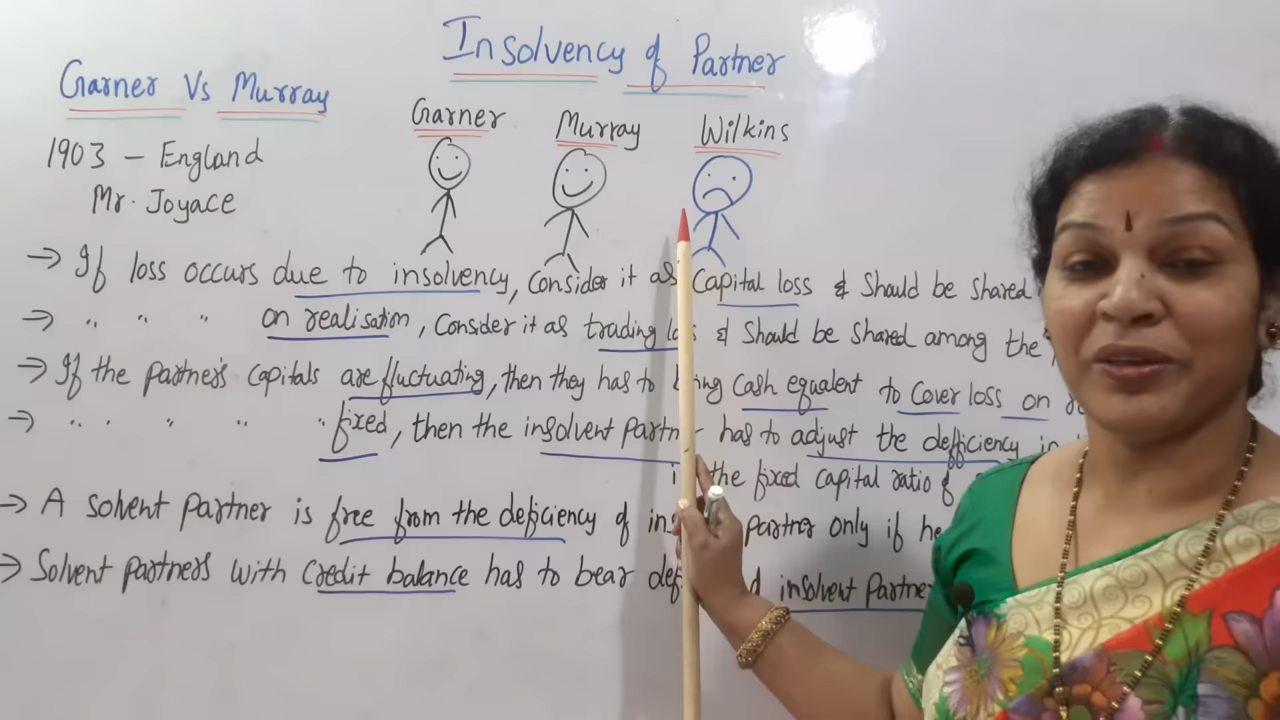 Insolvency of Partner
Garner Vs Murray
1903 - England
Mr. Joyace
Garner
Murray
Wilkins
→ If loss occurs due to insolvency, Consider it as Capital loss & Should be shared
→ " " " on realisation, Consider it as trading & Should be shared among the
→ If the partner's capitals are fluctuating, then they has to cash equalent to Cover loss on
→ " " " " fixed, then the insolvent has to adjust the defficiency in
the fixed capital ratio of
→ A solvent partner is free from the deficiency of partner only if he
→ Solvent partners with credit balance has to bear insolvent